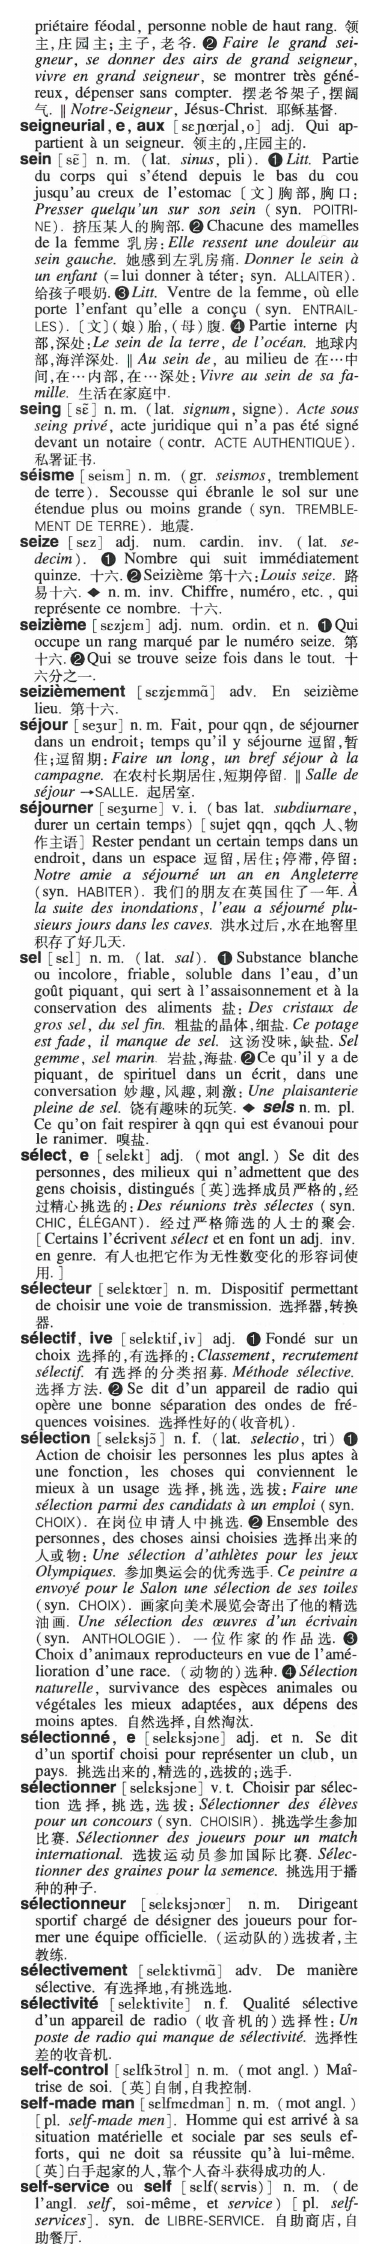 priétaire féodal, personne noble de haut rang. 领
主,庄园主; 主子, 老爷. ❷ Faire le grand sei-
gneur, se donner des airs de grand seigneur,
vivre en grand seigneur, se montrer très géné-
reux, dépenser sans compter. 摆老爷架子, 摆阔
气. ‖ Notre-Seigneur, Jésus-Christ. 耶稣基督.
seigneurial, e, aux [sɛɲœrjal,o] adj. Qui ap-
partient à un seigneur. 领主的,庄园主的.
sein [sɛ̃] n. m. (lat. sinus, pli). ❶ Litt. Partie
du corps qui s'étend depuis le bas du cou
jusqu'au creux de l'estomac〔文〕胸部,胸口:
Presser quelqu'un sur son sein (syn. POITRI-
NE). 挤压某人的胸部. ❷ Chacune des mamelles
de la femme 乳房: Elle ressent une douleur au
sein gauche. 她感到左乳房痛. Donner le sein à
un enfant (=lui donner à téter; syn. ALLAITER).
给孩子喂奶. ❸ Litt. Ventre de la femme, où elle
porte l'enfant qu'elle a conçu (syn. ENTRAIL-
LES).〔文〕(娘)胎,(母)腹. ❹ Partie interne 内
部,深处: Le sein de la terre, de l'océan. 地球内
部,海洋深处. ‖ Au sein de, au milieu de 在…中
间,在…内部,在…深处: Vivre au sein de sa fa-
mille. 生活在家庭中.
seing [sɛ̃] n. m. (lat. signum, signe). Acte sous
seing privé, acte juridique qui n'a pas été signé
devant un notaire (contr. ACTE AUTHENTIQUE).
私署证书.
séisme [seism] n. m. (gr. seismos, tremblement
de terre). Secousse qui ébranle le sol sur une
étendue plus ou moins grande (syn. TREMBLE-
MENT DE TERRE). 地震.
seize [sɛz] adj. num. cardin. inv. (lat. se-
decim). ❶ Nombre qui suit immédiatement
quinze. 十六. ❷ Seizième 第十六: Louis seize. 路
易十六. ◆ n. m. inv. Chiffre, numéro, etc., qui
représente ce nombre. 十六.
seizième [sɛzjɛm] adj. num. ordin. et n. ❶ Qui
occupe un rang marqué par le numéro seize. 第
十六. ❷ Qui se trouve seize fois dans le tout. 十
六分之一.
seizièmement [sɛzjɛmmɑ̃] adv. En seizième
lieu. 第十六.
séjour [seʒur] n. m. Fait, pour qqn, de séjourner
dans un endroit; temps qu'il y séjourne 逗留,暂
住;逗留期: Faire un long, un bref séjour à la
campagne. 在农村长期居住,短期停留. ‖ Salle de
séjour →SALLE. 起居室.
séjourner [seʒurne] v. i. (bas lat. subdiurnare,
durer un certain temps) [sujet qqn, qqch 人、物
作主语] Rester pendant un certain temps dans un
endroit, dans un espace 逗留,居住;停滞,停留:
Notre amie a séjourné un an en Angleterre
(syn. HABITER). 我们的朋友在英国住了一年. À
la suite des inondations, l'eau a séjourné plu-
sieurs jours dans les caves. 洪水过后,水在地窖里
积存了好几天.
sel [sɛl] n. m. (lat. sal). ❶ Substance blanche
ou incolore, friable, soluble dans l'eau, d'un
goût piquant, qui sert à l'assaisonnement et à la
conservation des aliments 盐: Des cristaux de
gros sel, du sel fin. 粗盐的晶体,细盐. Ce potage
est fade, il manque de sel. 这汤没味,缺盐. Sel
gemme, sel marin. 岩盐,海盐. ❷ Ce qu'il y a de
piquant, de spirituel dans un écrit, dans une
conversation 妙趣,风趣,刺激: Une plaisanterie
pleine de sel. 饶有趣味的玩笑. ◆ sels n. m. pl.
Ce qu'on fait respirer à qqn qui est évanoui pour
le ranimer. 嗅盐.
sélect, e [selɛkt] adj. (mot angl.) Se dit des
personnes, des milieux qui n'admettent que des
gens choisis, distingués [英]选择成员严格的,经
过精心挑选的: Des réunions très sélectes (syn.
CHIC, ÉLÉGANT). 经过严格筛选的人士的聚会.
[Certains l'écrivent sélect et en font un adj. inv.
en genre. 有人也把它作为无性数变化的形容词使
用.]
sélecteur [selɛktœr] n. m. Dispositif permettant
de choisir une voie de transmission. 选择器,转换
器.
sélectif, ive [selɛktif,iv] adj. ❶ Fondé sur un
choix 选择的,有选择的: Classement, recrutement
sélectif. 有选择的分类招募. Méthode sélective.
选择方法. ❷ Se dit d'un appareil de radio qui
opère une bonne séparation des ondes de fré-
quences voisines. 选择性好的(收音机).
sélection [selɛksjɔ̃] n. f. (lat. selectio, tri) ❶
Action de choisir les personnes les plus aptes à
une fonction, les choses qui conviennent le
mieux à un usage 选择,挑选,选拔: Faire une
sélection parmi des candidats à un emploi (syn.
CHOIX). 在岗位申请人中挑选. ❷ Ensemble des
personnes, des choses ainsi choisies 选择出来的
人或物: Une sélection d'athlètes pour les jeux
Olympiques. 参加奥运会的优秀选手. Ce peintre a
envoyé pour le Salon une sélection de ses toiles
(syn. CHOIX). 画家向美术展览会寄出了他的精选
油画. Une sélection des œuvres d'un écrivain
(syn. ANTHOLOGIE). 一位作家的作品选. ❸
Choix d'animaux reproducteurs en vue de l'amé-
lioration d'une race. (动物的)选种. ❹ Sélection
naturelle, survivance des espèces animales ou
végétales les mieux adaptées, aux dépens des
moins aptes. 自然选择,自然淘汰.
sélectionné, e [selɛksjɔne] adj. et n. Se dit
d'un sportif choisi pour représenter un club, un
pays. 挑选出来的,精选的,选拔的;选手.
sélectionner [selɛksjɔne] v. t. Choisir par sélec-
tion 选择,挑选,选拔: Sélectionner des élèves
pour un concours (syn. CHOISIR). 挑选学生参加
比赛. Sélectionner des joueurs pour un match
international. 选拔运动员参加国际比赛. Sélec-
tionner des graines pour la semence. 挑选用于播
种的种子.
sélectionneur [selɛksjɔnœr] n. m. Dirigeant
sportif chargé de désigner des joueurs pour for-
mer une équipe officielle. (运动队的)选拔者,主
教练.
sélectivement [selɛktivmɑ̃] adv. De manière
sélective. 有选择地,有挑选地.
sélectivité [selɛktivite] n. f. Qualité sélective
d'un appareil de radio (收音机的)选择性: Un
poste de radio qui manque de sélectivité. 选择性
差的收音机.
self-control [sɛlfkɔ̃trol] n. m. (mot angl.) Maî-
trise de soi. [英]自制,自我控制.
self-made man [sɛlfmɛdman] n. m. (mot angl.)
[pl. self-made men]. Homme qui est arrivé à sa
situation matérielle et sociale par ses seuls ef-
forts, qui ne doit sa réussite qu'à lui-même.
[英]白手起家的人,靠个人奋斗获得成功的人.
self-service ou self [sɛlf(sɛrvis)] n. m. (de
l'angl. self, soi-même, et service) [pl. self-
services]. syn. de LIBRE-SERVICE. 自助商店,自
助餐厅.